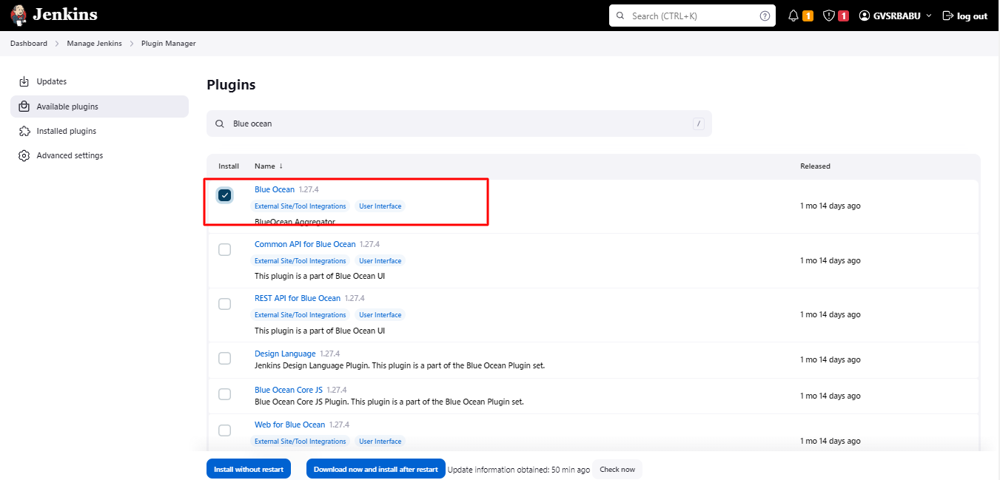 Jenkins
Search (CTRL+K)
?
1
1
GVSRBABU
log out
Dashboard > Manage Jenkins > Plugin Manager
Updates
Available plugins
Installed plugins
Advanced settings
Plugins
Blue ocean
/
Install Name ↓ Released
Blue Ocean 1.27.4
External Site/Tool Integrations User Interface
1 mo 14 days ago
BlueOcean Aggregator
Common API for Blue Ocean 1.27.4
External Site/Tool Integrations User Interface
1 mo 14 days ago
This plugin is a part of Blue Ocean UI
REST API for Blue Ocean 1.27.4
External Site/Tool Integrations User Interface
1 mo 14 days ago
This plugin is a part of Blue Ocean UI
Design Language 1.27.4
1 mo 14 days ago
Jenkins Design Language Plugin. This plugin is a part of the Blue Ocean Plugin set.
Blue Ocean Core JS 1.27.4
1 mo 14 days ago
Blue Ocean Core JS Plugin. This plugin is a part of the Blue Ocean Plugin set.
Web for Blue Ocean 1.27.4
External Site/Tool Integrations User Interface
1 mo 14 days ago
Install without restart
Download now and install after restart
Update information obtained: 50 min ago
Check now